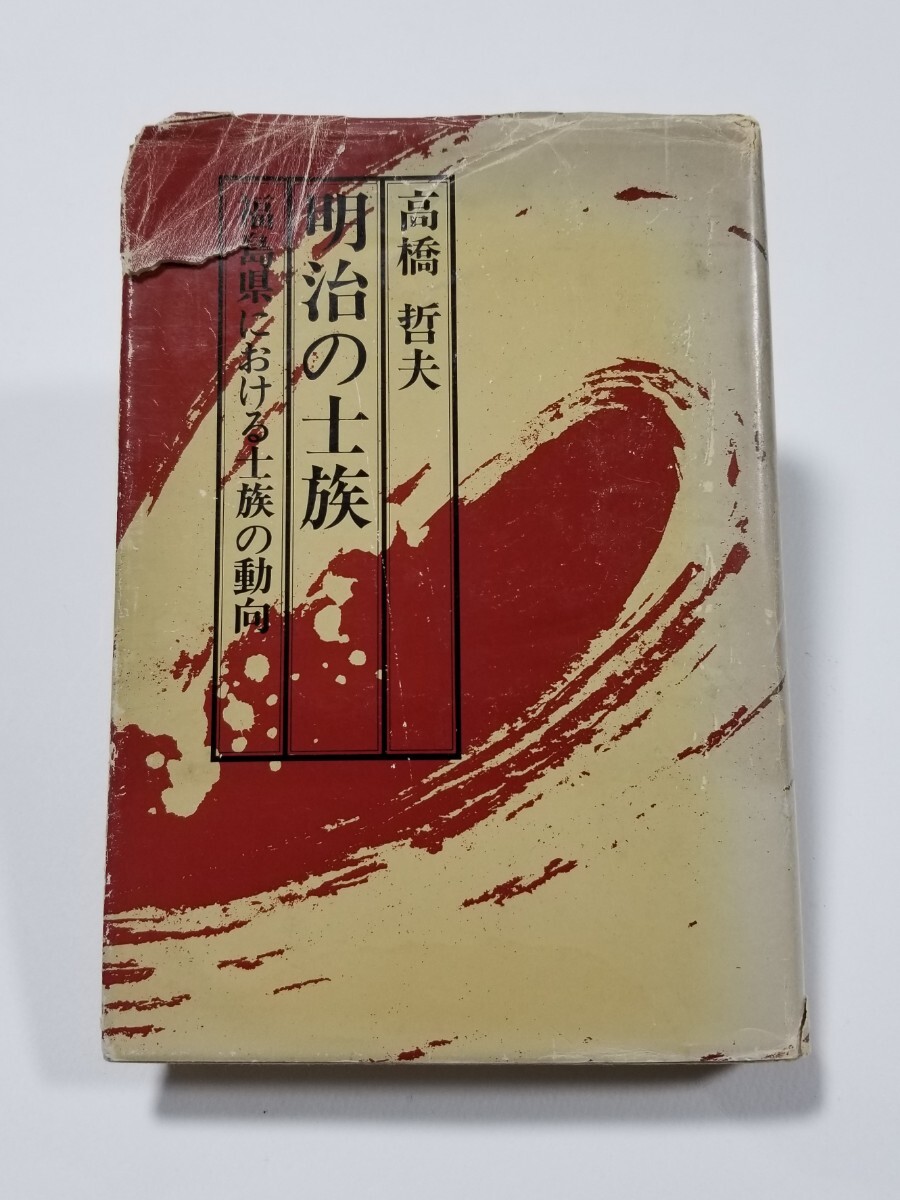 高橋 哲夫
明治の士族
福島県における士族の動向